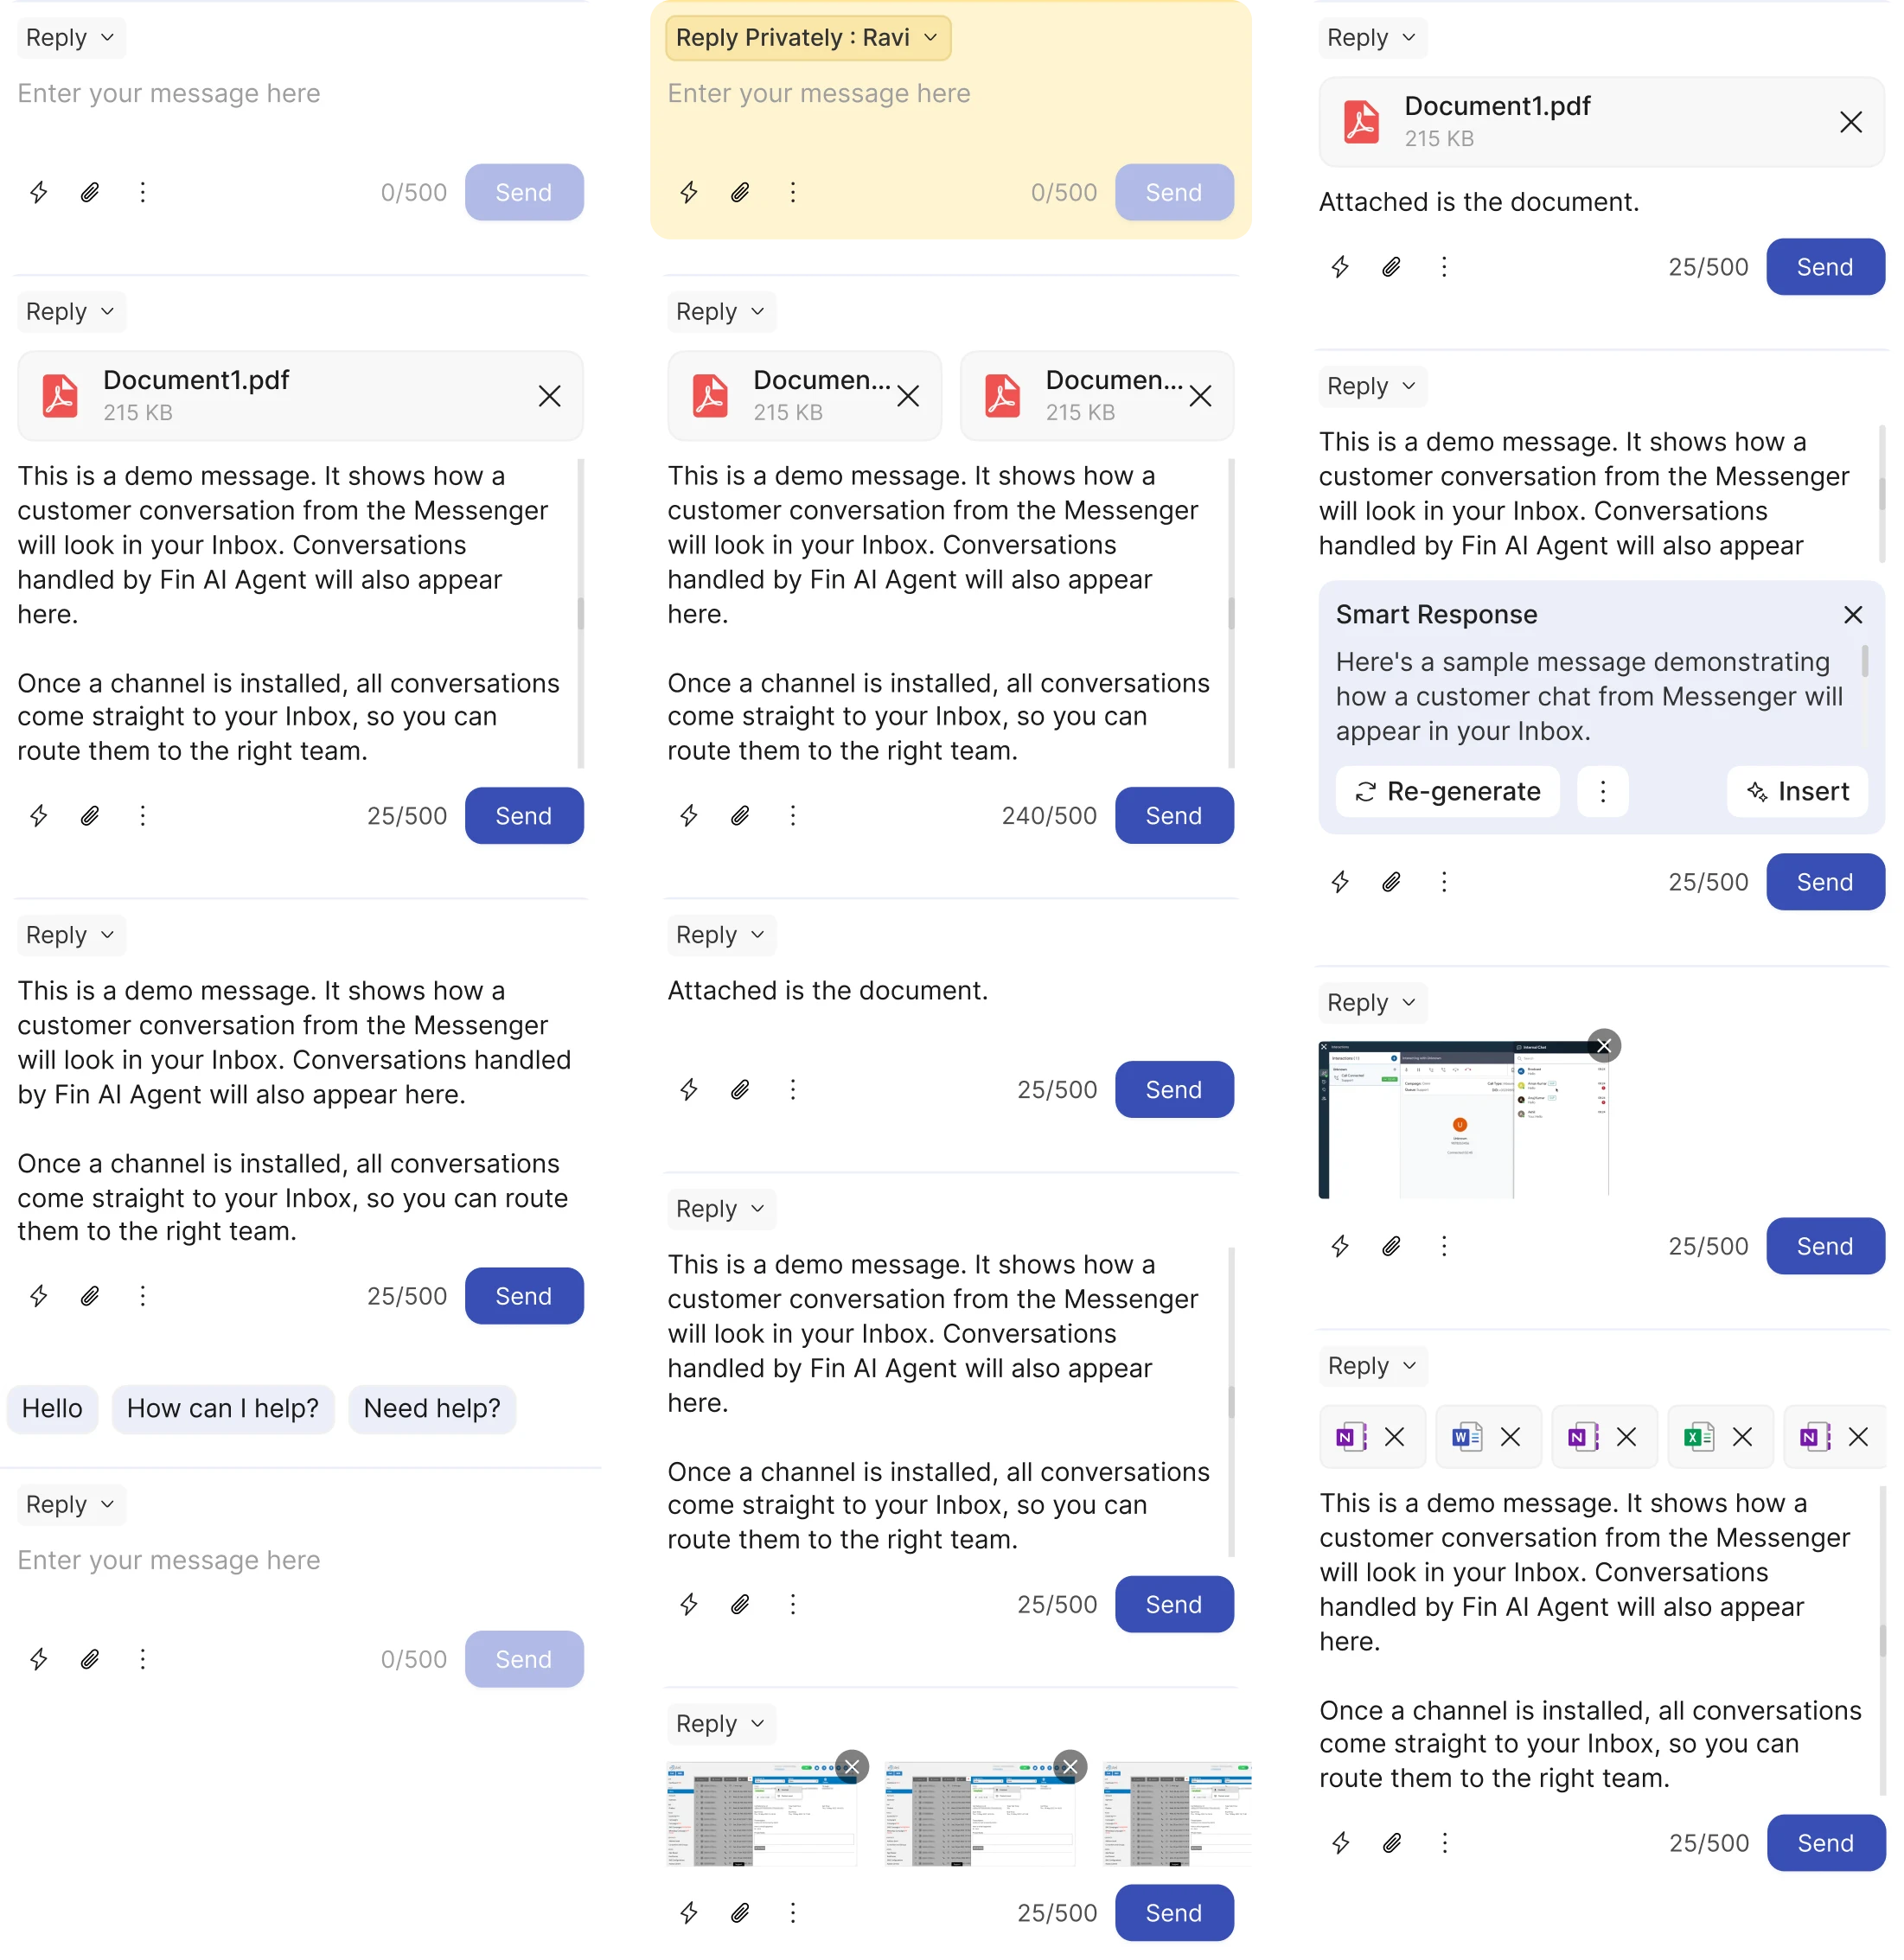 Reply
Enter your message here
0/500 Send
Reply
Document1.pdf
215 KB
This is a demo message. It shows how a
customer conversation from the Messenger
will look in your Inbox. Conversations
handled by Fin AI Agent will also appear
here.
Once a channel is installed, all conversations
come straight to your Inbox, so you can
route them to the right team.
25/500 Send
Reply
This is a demo message. It shows how a
customer conversation from the Messenger
will look in your Inbox. Conversations handled
by Fin AI Agent will also appear here.
Once a channel is installed, all conversations
come straight to your Inbox, so you can route
them to the right team.
25/500 Send
Hello How can I help? Need help?
Reply
Enter your message here
0/500 Send
Reply Privately : Ravi
Enter your message here
0/500 Send
Reply
Documen... Documen...
215 KB 215 KB
This is a demo message. It shows how a
customer conversation from the Messenger
will look in your Inbox. Conversations
handled by Fin AI Agent will also appear
here.
Once a channel is installed, all conversations
come straight to your Inbox, so you can
route them to the right team.
240/500 Send
Reply
Attached is the document.
25/500 Send
Reply
This is a demo message. It shows how a
customer conversation from the Messenger
will look in your Inbox. Conversations
handled by Fin AI Agent will also appear
here.
Once a channel is installed, all conversations
come straight to your Inbox, so you can
route them to the right team.
25/500 Send
Reply
25/500 Send
Reply
Document1.pdf
215 KB
Attached is the document.
25/500 Send
Reply
This is a demo message. It shows how a
customer conversation from the Messenger
will look in your Inbox. Conversations
handled by Fin AI Agent will also appear
Smart Response
Here's a sample message demonstrating
how a customer chat from Messenger will
appear in your Inbox.
Re-generate Insert
25/500 Send
Reply
Internal Chat
U
25/500 Send
Reply
N W N X N
This is a demo message. It shows how a
customer conversation from the Messenger
will look in your Inbox. Conversations
handled by Fin AI Agent will also appear
here.
Once a channel is installed, all conversations
come straight to your Inbox, so you can
route them to the right team.
25/500 Send